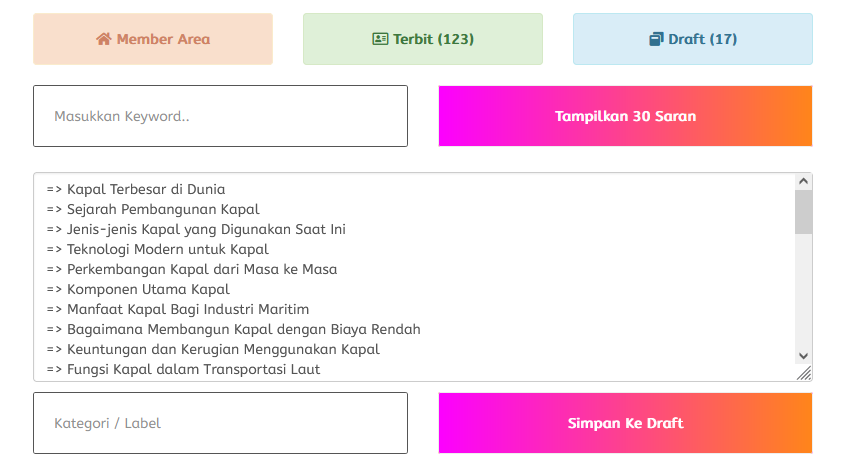 Member Area
Terbit (123)
Draft (17)
Masukkan Keyword..
Tampilkan 30 Saran
=> Kapal Terbesar di Dunia
=> Sejarah Pembangunan Kapal
=> Jenis-jenis Kapal yang Digunakan Saat Ini
=> Teknologi Modern untuk Kapal
=> Perkembangan Kapal dari Masa ke Masa
=> Komponen Utama Kapal
=> Manfaat Kapal Bagi Industri Maritim
=> Bagaimana Membangun Kapal dengan Biaya Rendah
=> Keuntungan dan Kerugian Menggunakan Kapal
=> Fungsi Kapal dalam Transportasi Laut
Kategori / Label
Simpan Ke Draft